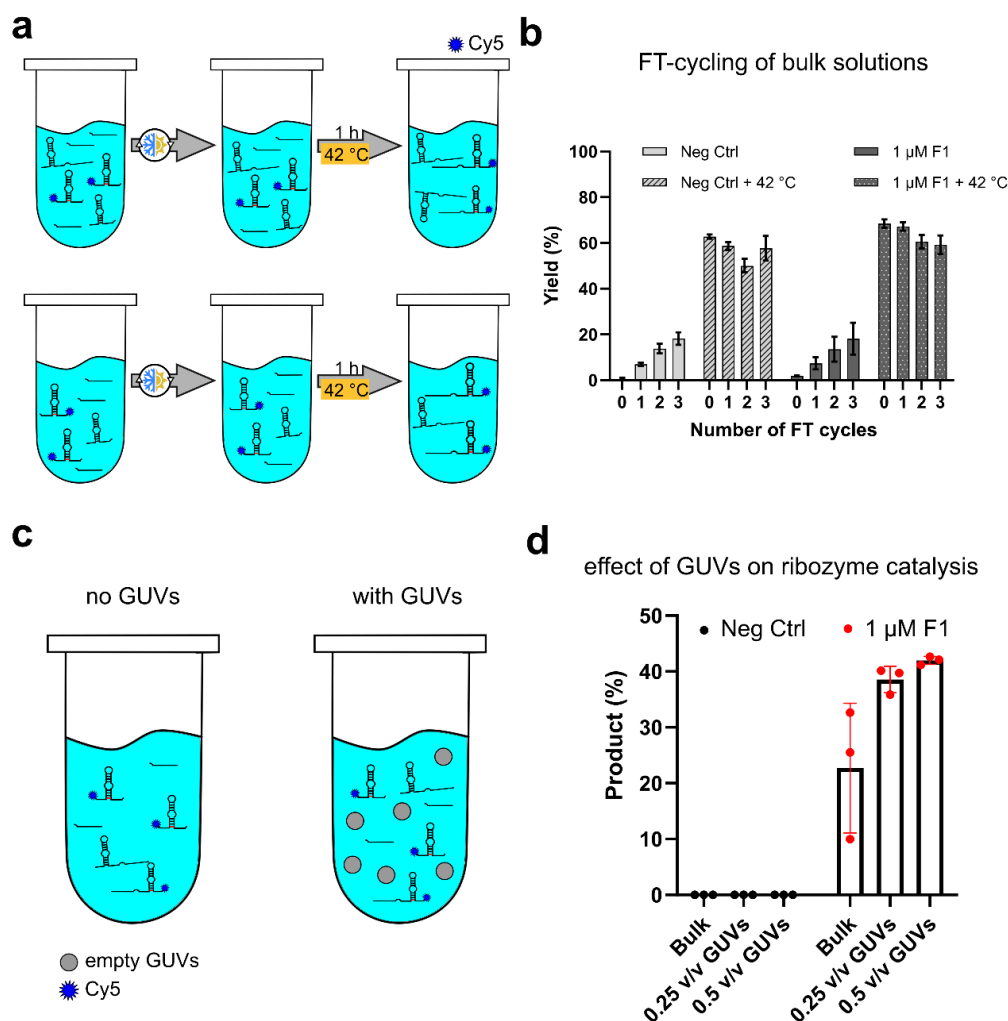 a
Cy5
1 h
42 °C
1 h
42 °C
b
FT-cycling of bulk solutions
Neg Ctrl
1 µM F1
Neg Ctrl + 42 °C
1 µM F1 + 42 °C
Yield (%)
100
80
60
40
20
0
0 1 2 3 0 1 2 3 0 1 2 3 0 1 2 3
Number of FT cycles
c
no GUVs
with GUVs
empty GUVs
Cy5
d
effect of GUVs on ribozyme catalysis
Neg Ctrl
1 µM F1
Product (%)
50
40
30
20
10
0
Bulk
0.25 v/v GUVs
0.5 v/v GUVs
Bulk
0.25 v/v GUVs
0.5 v/v GUVs